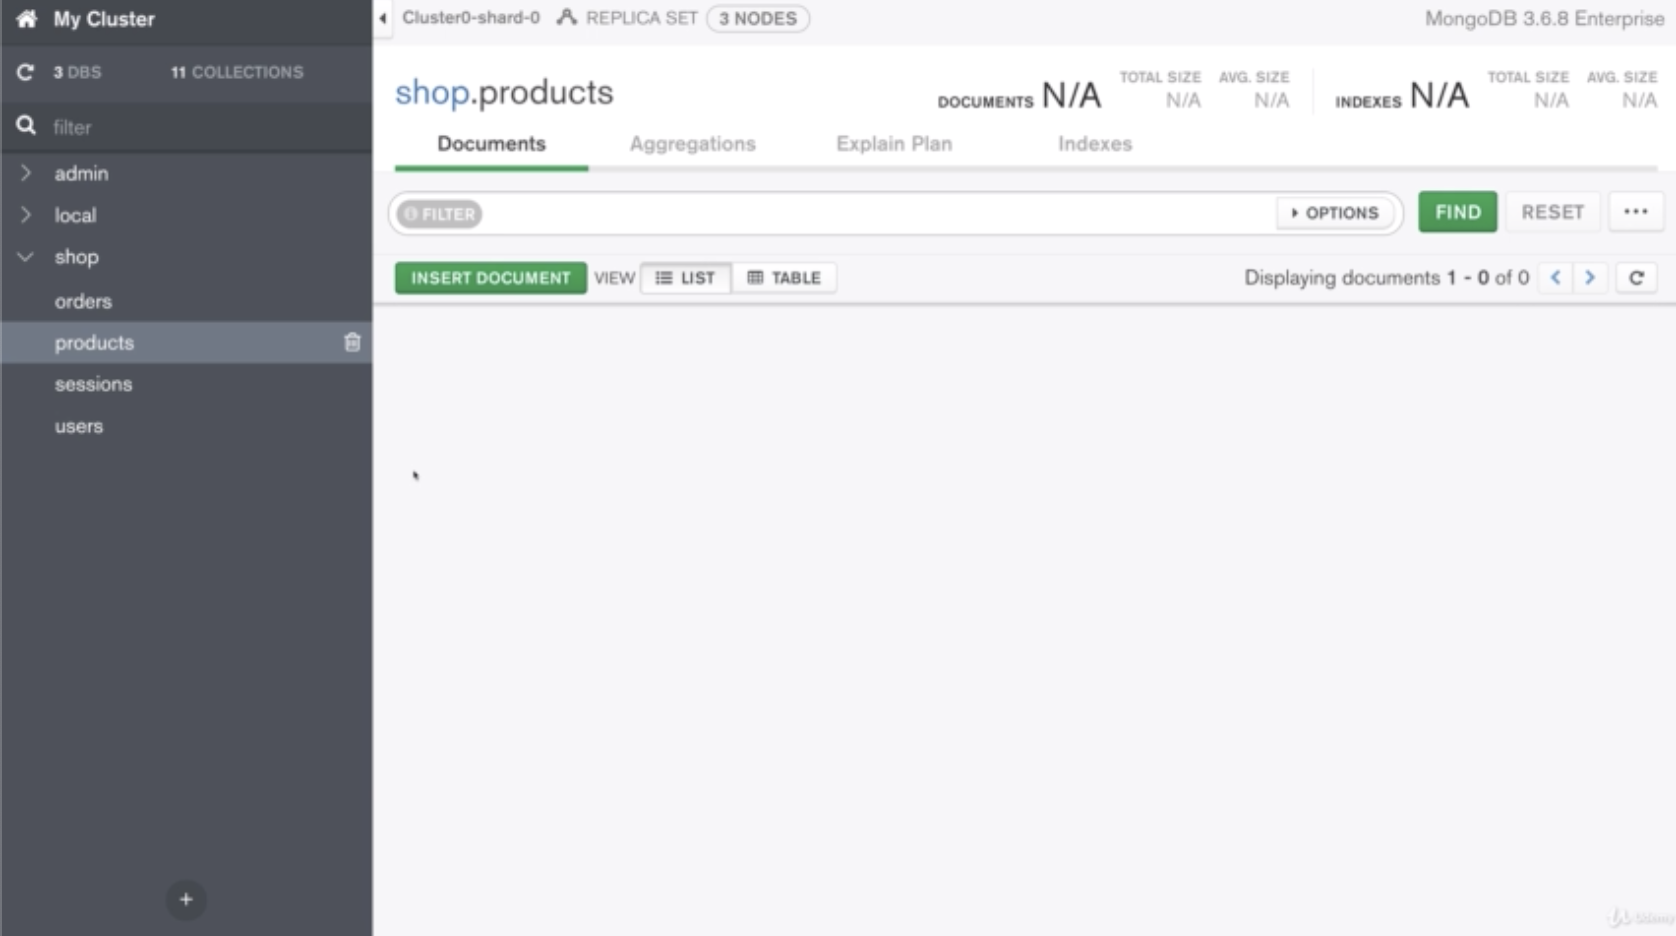 My Cluster
3 DBS 11 COLLECTIONS
filter
admin
local
shop
orders
products
sessions
users
+
Cluster0-shard-0 REPLICA SET 3 NODES MongoDB 3.6.8 Enterprise
shop.products
DOCUMENTS N/A TOTAL SIZE N/A AVG. SIZE N/A INDEXES N/A TOTAL SIZE N/A AVG. SIZE N/A
Documents Aggregations Explain Plan Indexes
FILTER OPTIONS FIND RESET ...
INSERT DOCUMENT VIEW LIST TABLE Displaying documents 1 - 0 of 0 < >
Udemy